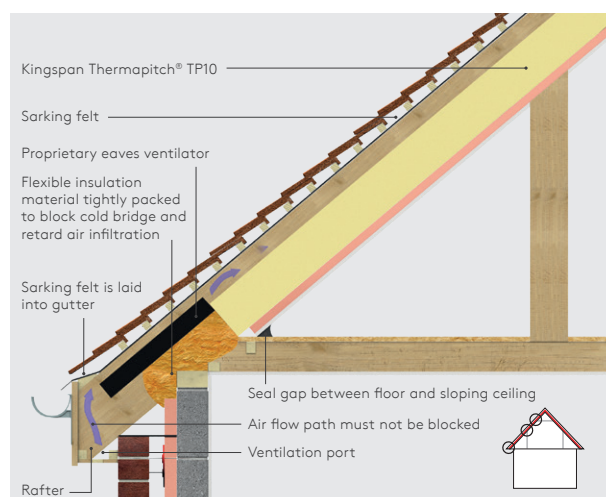 Kingspan Thermapitch® TP10
Sarking felt
Proprietary eaves ventilator
Flexible insulation
material tightly packed
to block cold bridge and
retard air infiltration
Sarking felt is laid
into gutter
Seal gap between floor and sloping ceiling
Air flow path must not be blocked
Ventilation port
Rafter